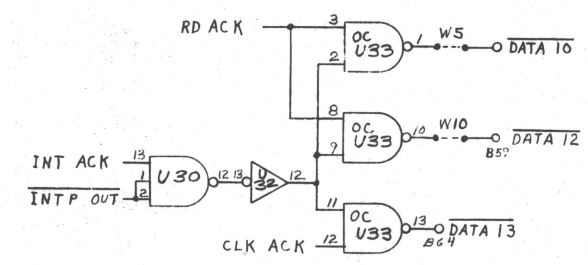 RD ACK
3
OC
U33
1
W5
DATA 10
2
8
OC
U33
10
W10
DATA 12
B5?
9
INT ACK
13
1
2
U30
12
13
U
32
12
INTP OUT
11
OC
U33
13
DATA 13
B64
CLK ACK
12